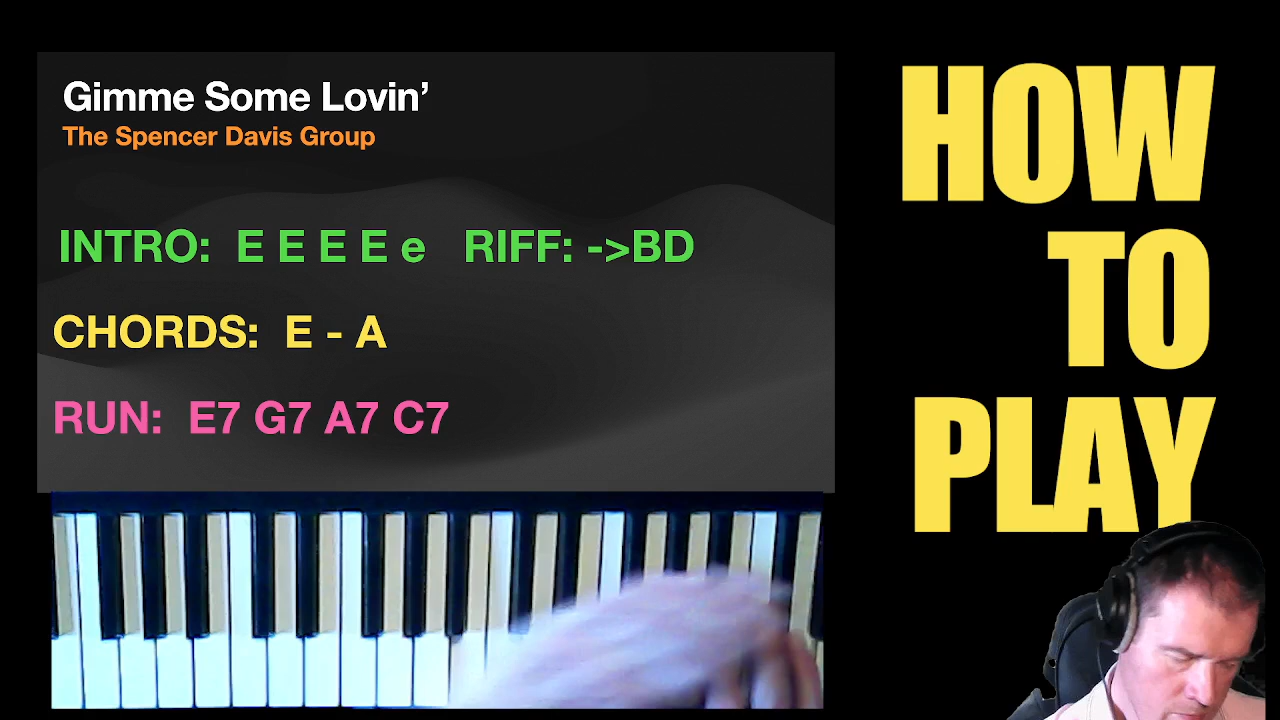 Gimme Some Lovin’
The Spencer Davis Group
INTRO: E E E E e RIFF: ->BD
CHORDS: E - A
RUN: E7 G7 A7 C7
HOW
TO
PLAY